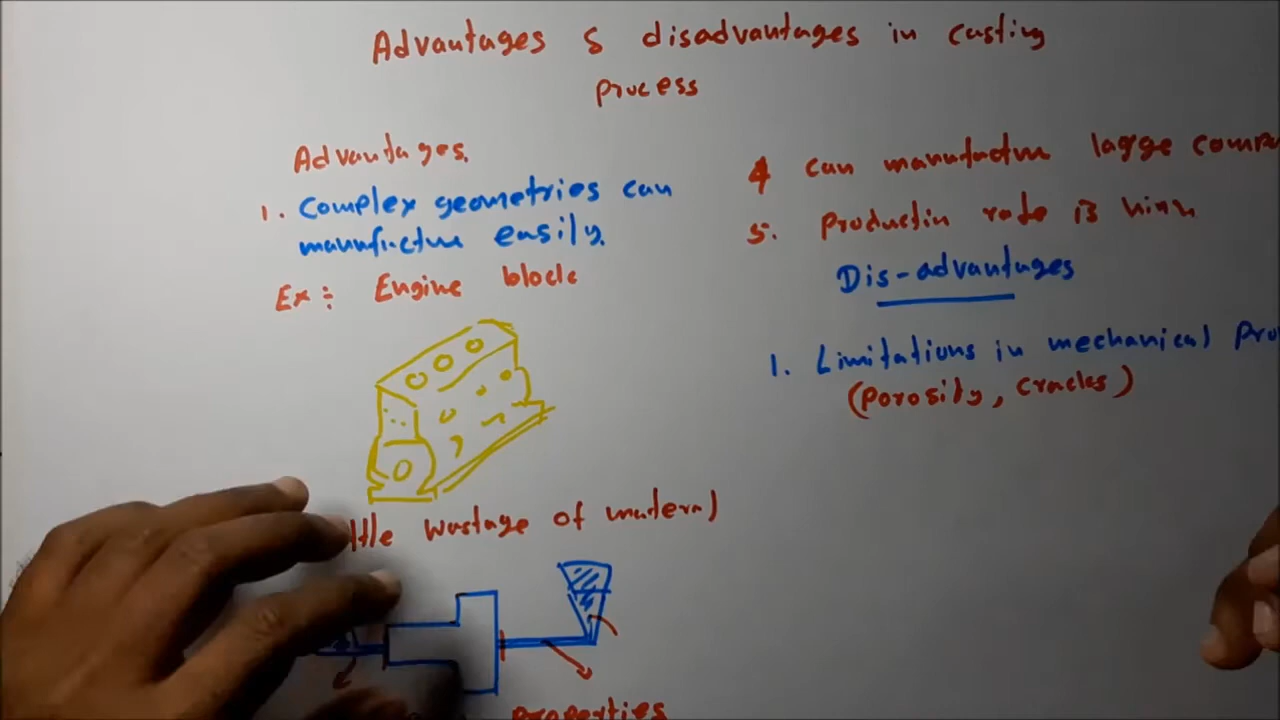 Advantages & disadvantages in casting
process
Advantages.
1. Complex geometries can
manufacture easily.
Ex: Engine block
wastage of material
properties
4 can manufacture large
5. production rate is high
Dis-advantages
1. Limitations in mechanical
(porosity, cracks)